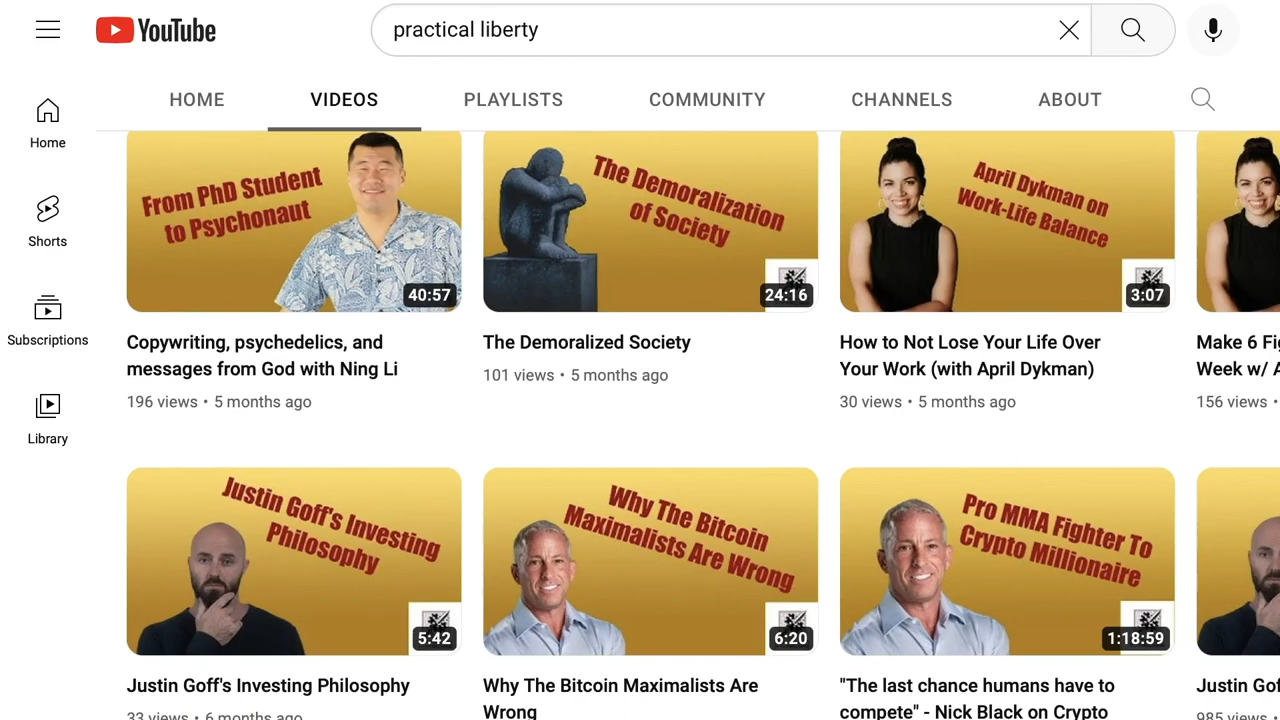 YouTube
practical liberty
HOME VIDEOS PLAYLISTS COMMUNITY CHANNELS ABOUT
Home
Shorts
Subscriptions
Library
From PhD Student
to Psychonaut
40:57
The Demoralization
of Society
24:16
April Dykman on
Work-Life Balance
3:07
Copywriting, psychedelics, and
messages from God with Ning Li
196 views • 5 months ago
The Demoralized Society
101 views • 5 months ago
How to Not Lose Your Life Over
Your Work (with April Dykman)
30 views • 5 months ago
Make 6 Fi
Week w/
156 views •
Justin Goff's Investing
Philosophy
5:42
Why The Bitcoin
Maximalists Are Wrong
6:20
Pro MMA Fighter To
Crypto Millionaire
1:18:59
Justin Goff's Investing Philosophy
33 views • 6 months ago
Why The Bitcoin Maximalists Are
Wrong
"The last chance humans have to
compete" - Nick Black on Crypto
Justin Gof
985 views •